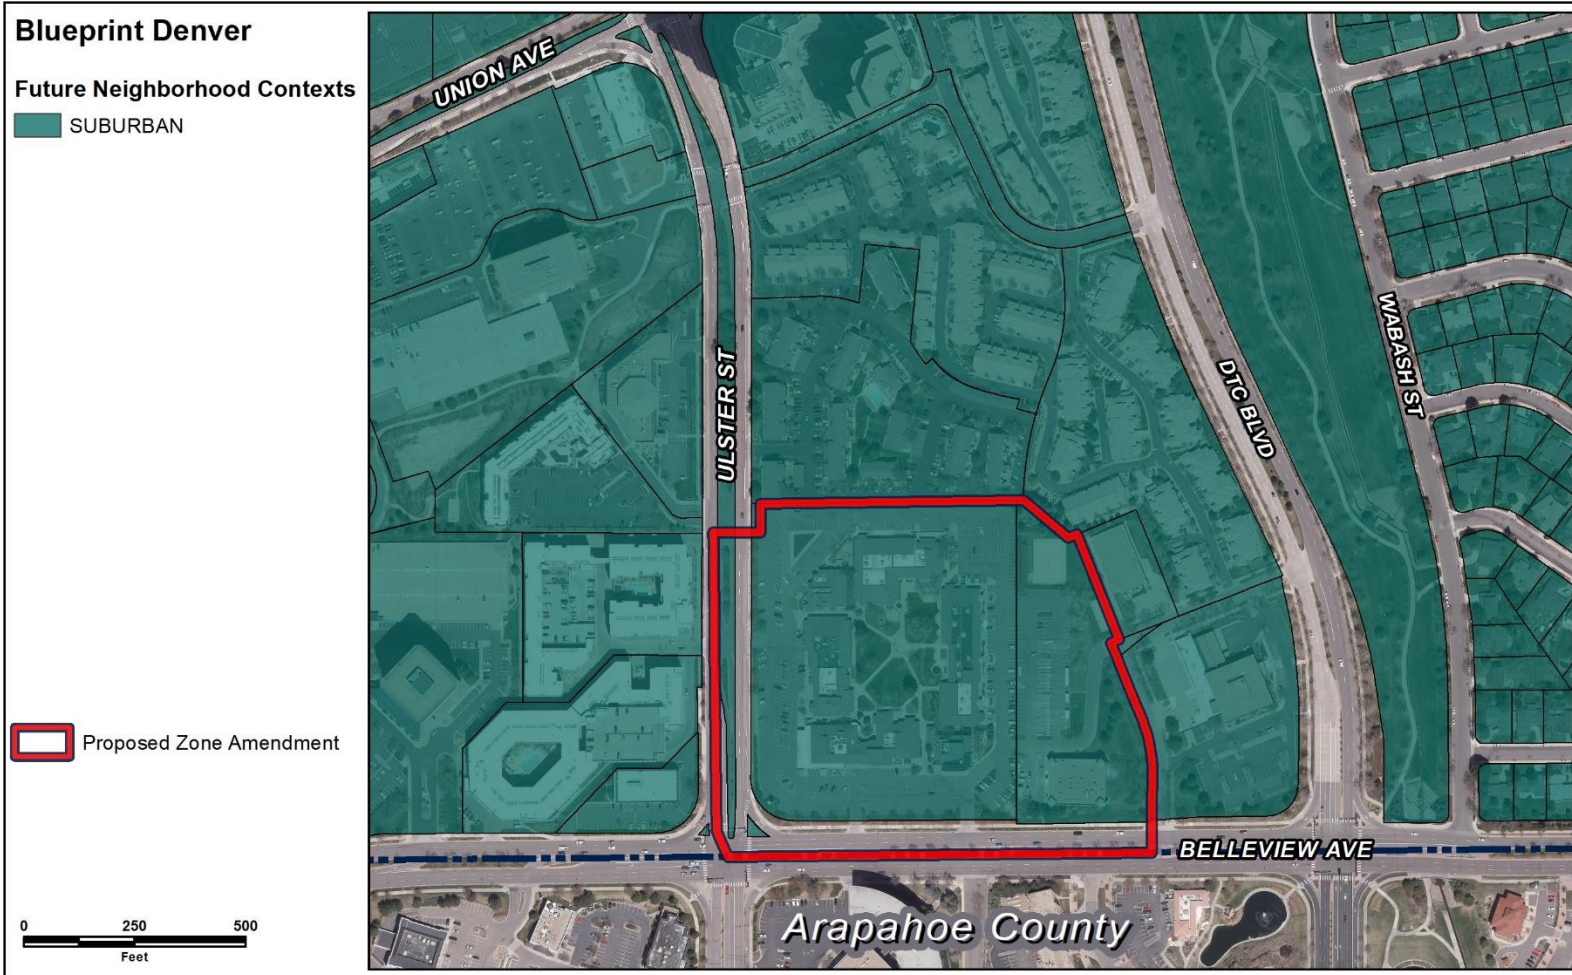 Blueprint Denver
Future Neighborhood Contexts
SUBURBAN
Proposed Zone Amendment
0 250 500
Feet
UNION AVE
ULSTER ST
DTC BLVD
WABASH ST
BELLEVIEW AVE
Arapahoe County